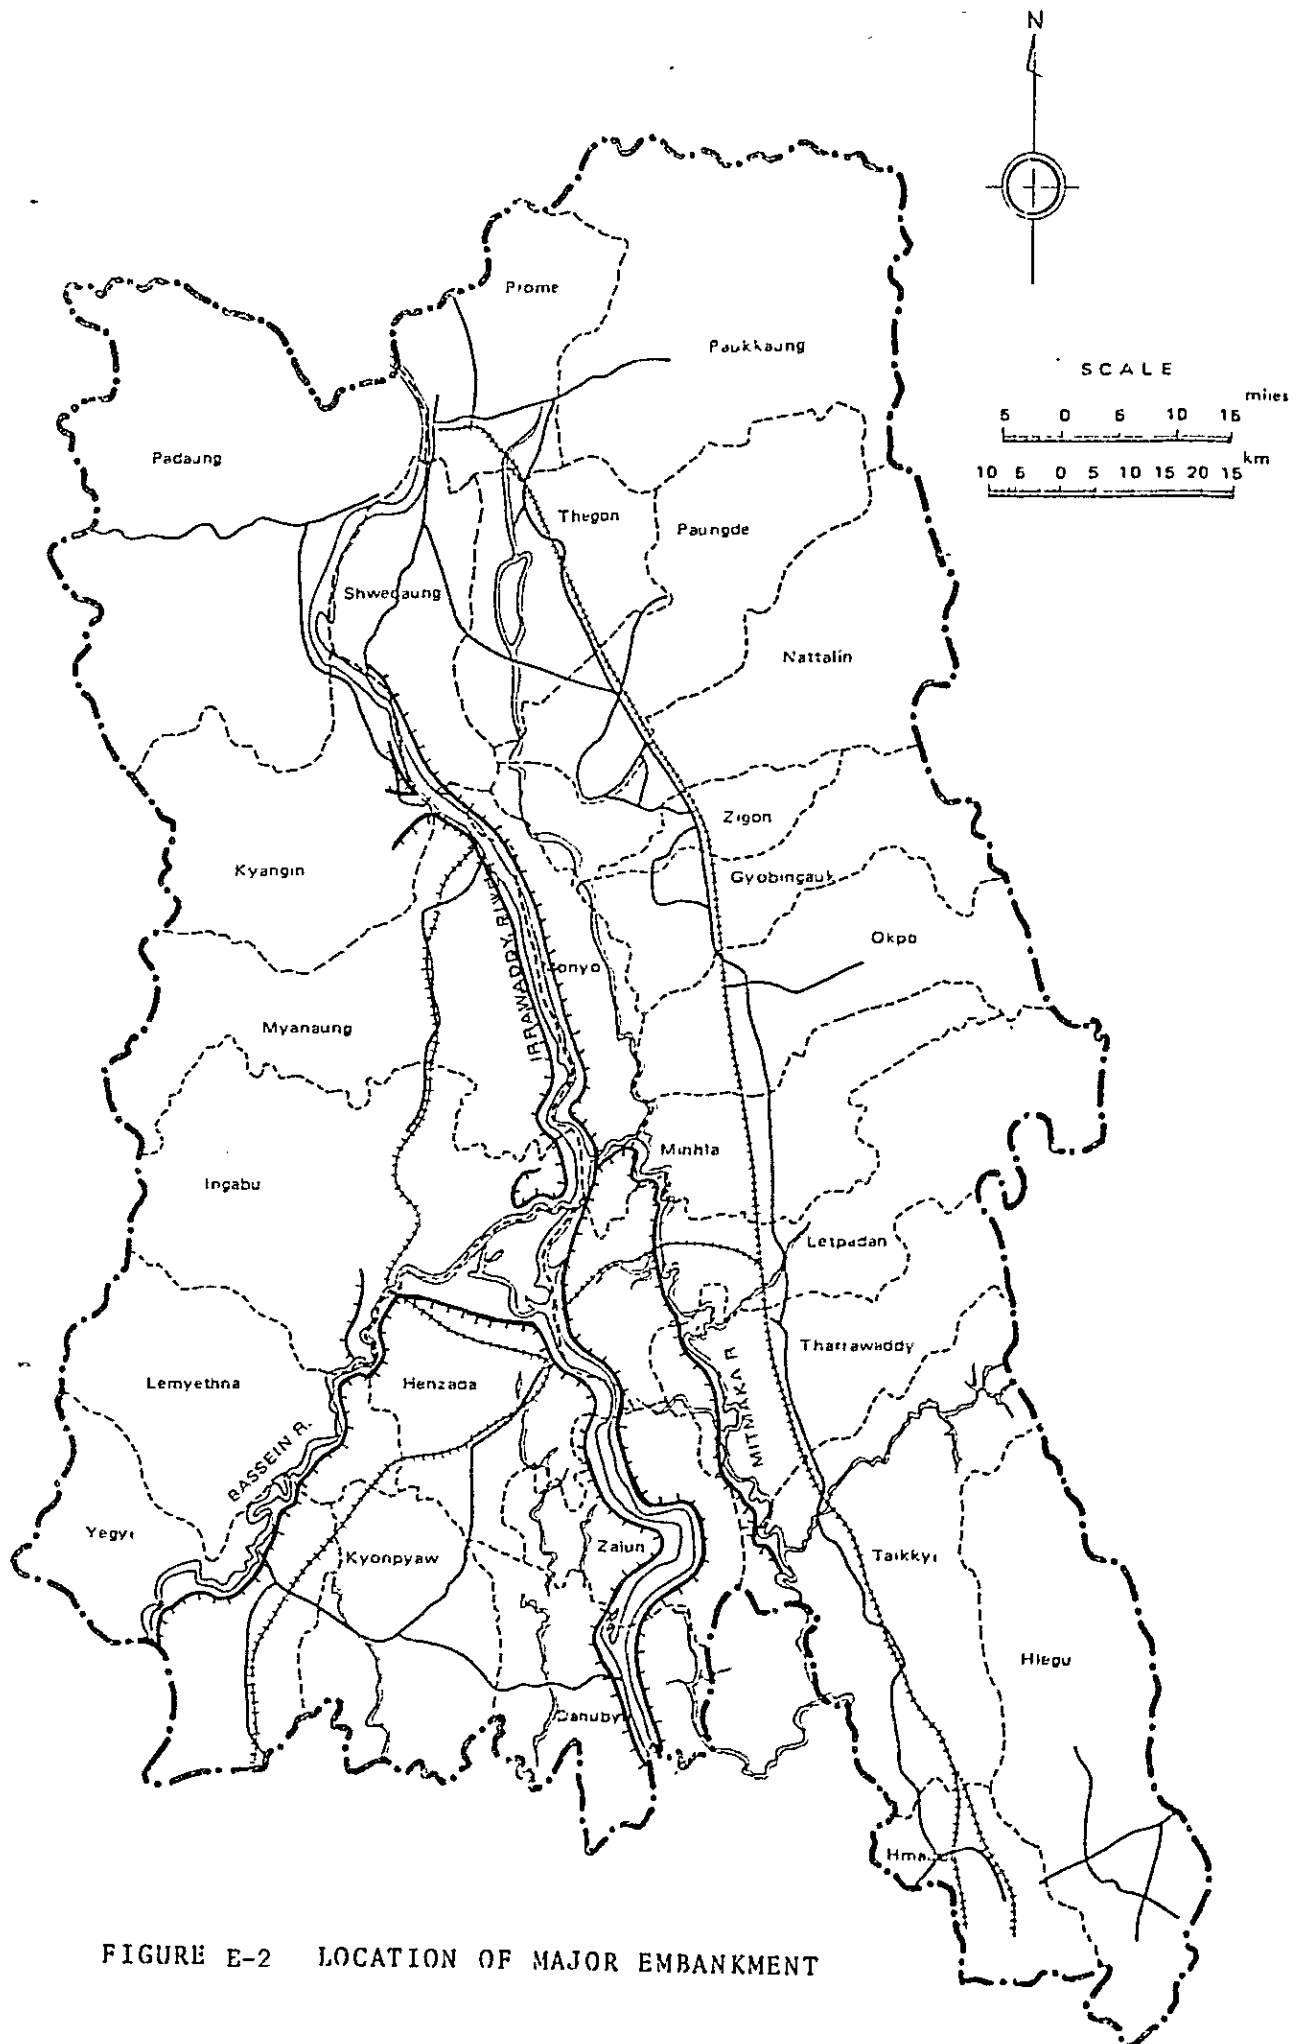 N
Prome
Paukkaung
SCALE
miles
5 0 5 10 15
km
10 5 0 5 10 15 20 15
Padaung
Thegon
Paungde
Shwedaung
Nattalin
Zigon
Kyangin
Gyobingauk
IRRAWADDY RIVER
Okpo
Myanaung
Minhla
Ingabu
Letpadan
Tharrawaddy
Lemyethna
Henzada
MITMAKA R
BASSEIN R.
Yegyi
Kyonpyaw
Zalun
Taikkyi
Hlegu
FIGURE E-2 LOCATION OF MAJOR EMBANKMENT